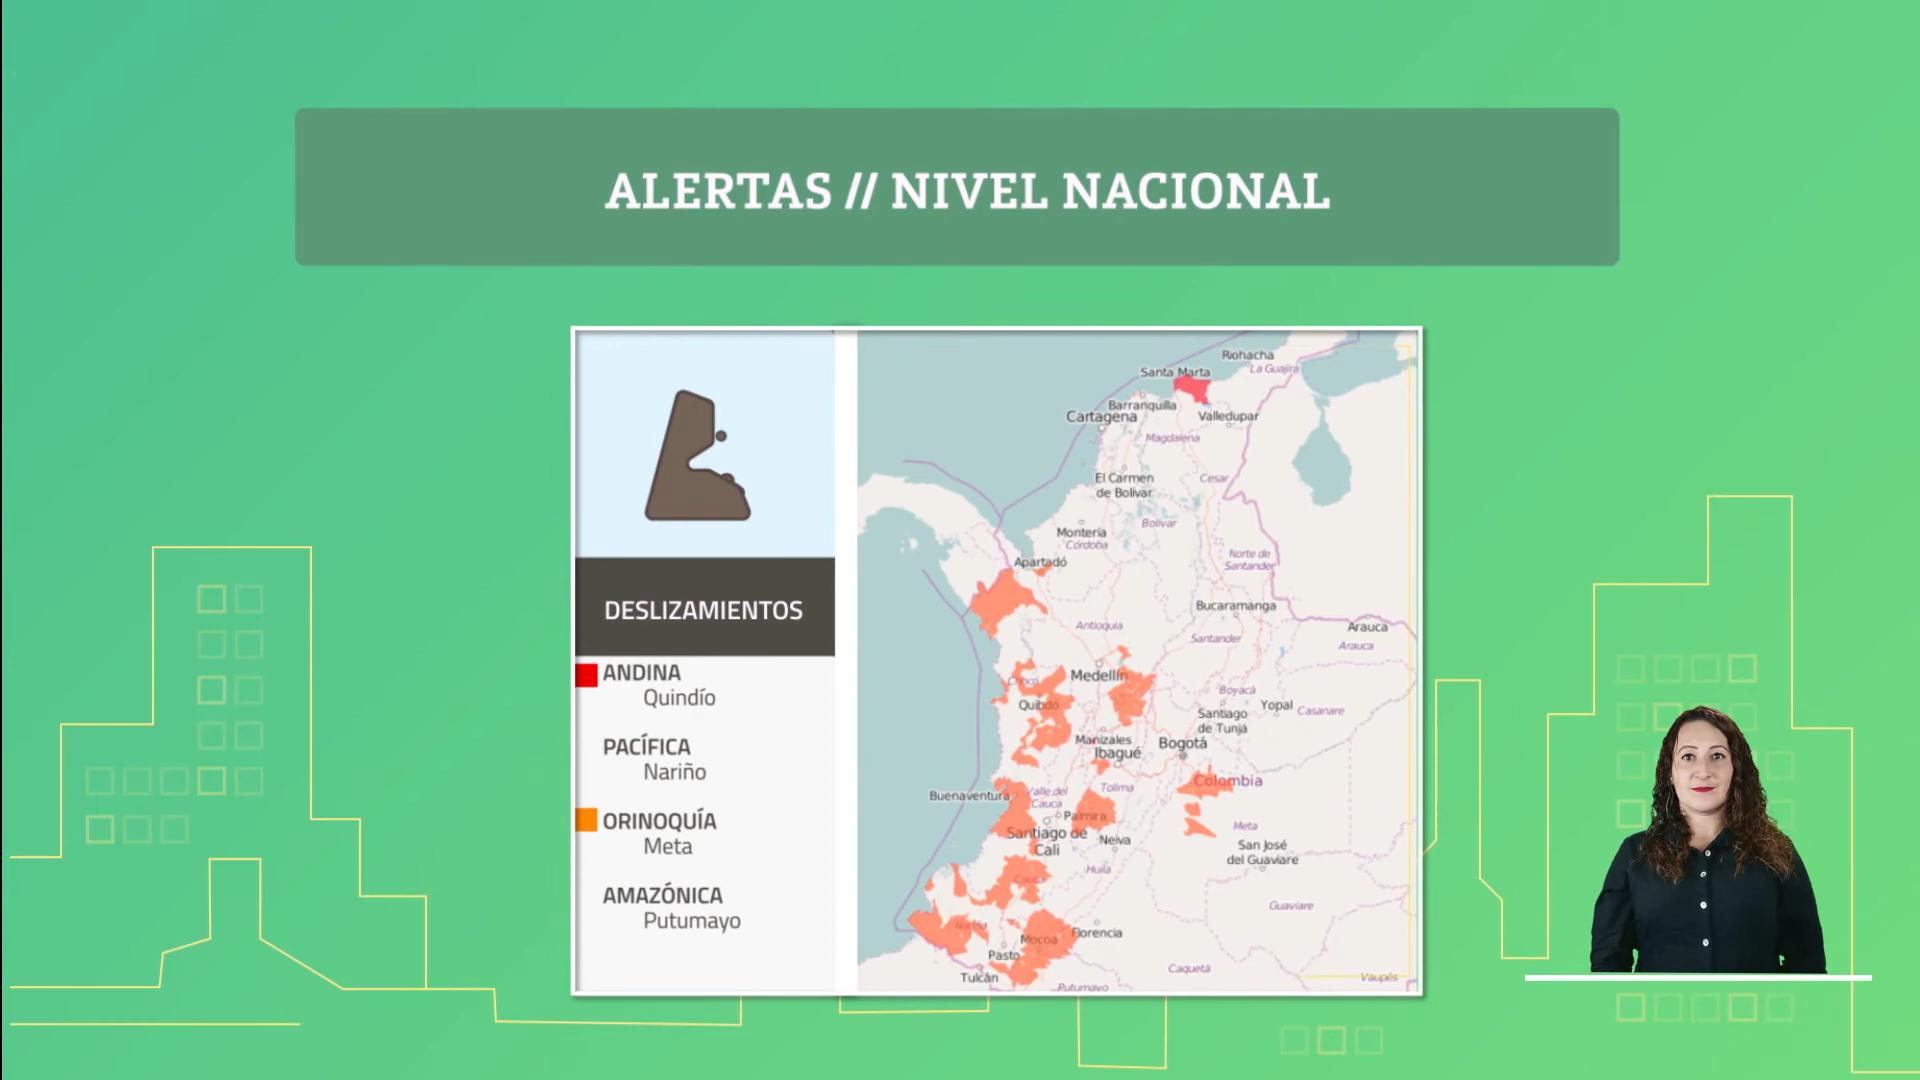 ALERTAS // NIVEL NACIONAL
DESLIZAMIENTOS
ANDINA
Quindío
PACÍFICA
Nariño
ORINOQUÍA
Meta
AMAZÓNICA
Putumayo
Riohacha
La Guajira
Santa Marta
Barranquilla
Cartagena
Valledupar
Magdalena
El Carmen
de Bolívar
Cesar
Bolívar
Montería
Córdoba
Apartadó
Norte de
Santander
Bucaramanga
Antioquia
Santander
Arauca
Arauca
Medellín
Chocó
Quibdó
Boyacá
Yopal
Casanare
Santiago
de Tunja
Manizales
Bogotá
Ibagué
Colombia
Buenaventura
Valle del
Cauca
Tolima
Palmira
Santiago de
Cali
Neiva
Meta
San José
del Guaviare
Huila
Cauca
Guaviare
Nariño
Mocoa
Florencia
Pasto
Tulcán
Caquetá
Vaupés
Putumayo